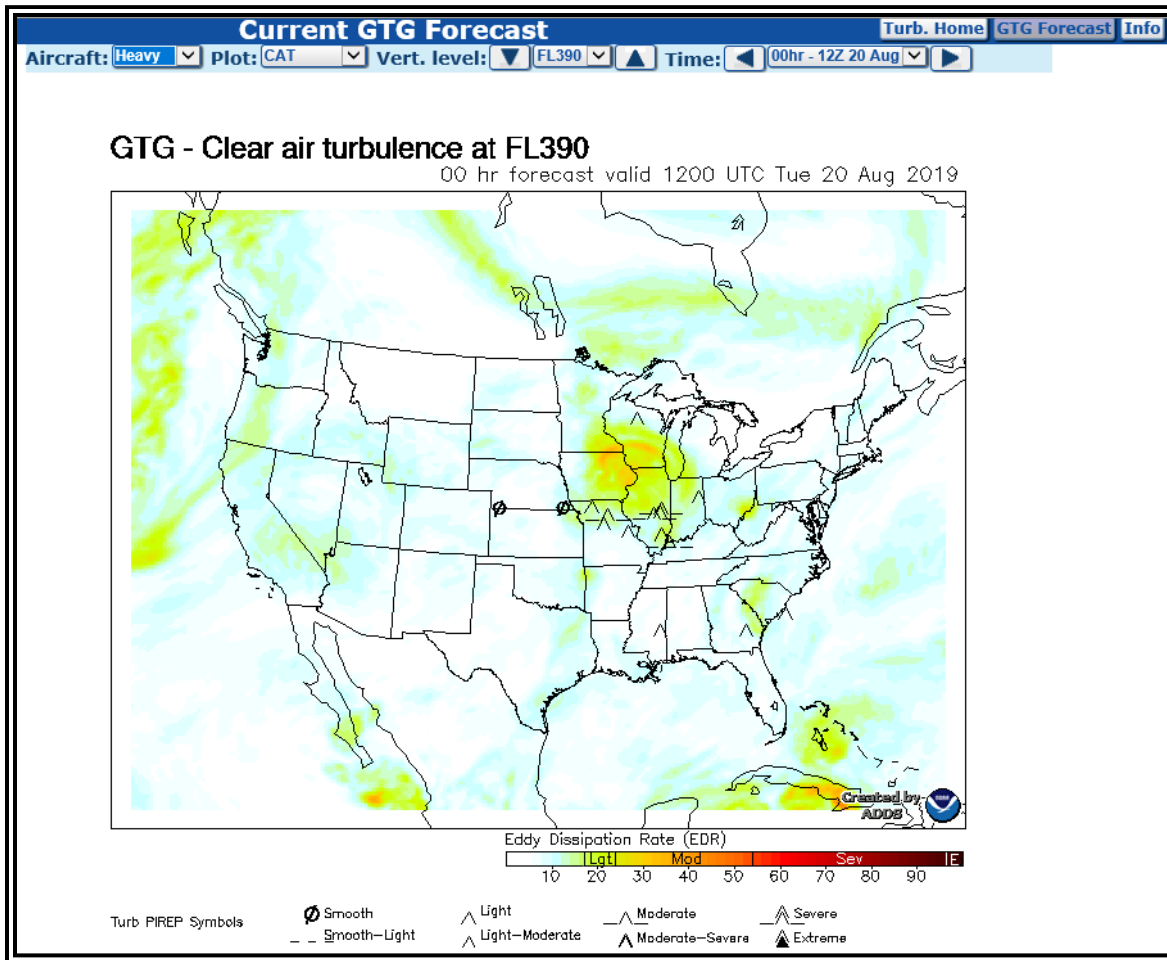 Current GTG Forecast Turb. Home GTG Forecast Info
Aircraft: Heavy Plot: CAT Vert. level: FL390 Time: 00hr - 12Z 20 Aug
GTG - Clear air turbulence at FL390
00 hr forecast valid 1200 UTC Tue 20 Aug 2019
Created by
ADDS
Eddy Dissipation Rate (EDR)
Lgt Mod Sev E
10 20 30 40 50 60 70 80 90
Turb PIREP Symbols
Smooth Light Moderate Severe
Smooth-Light Light-Moderate Moderate-Severe Extreme